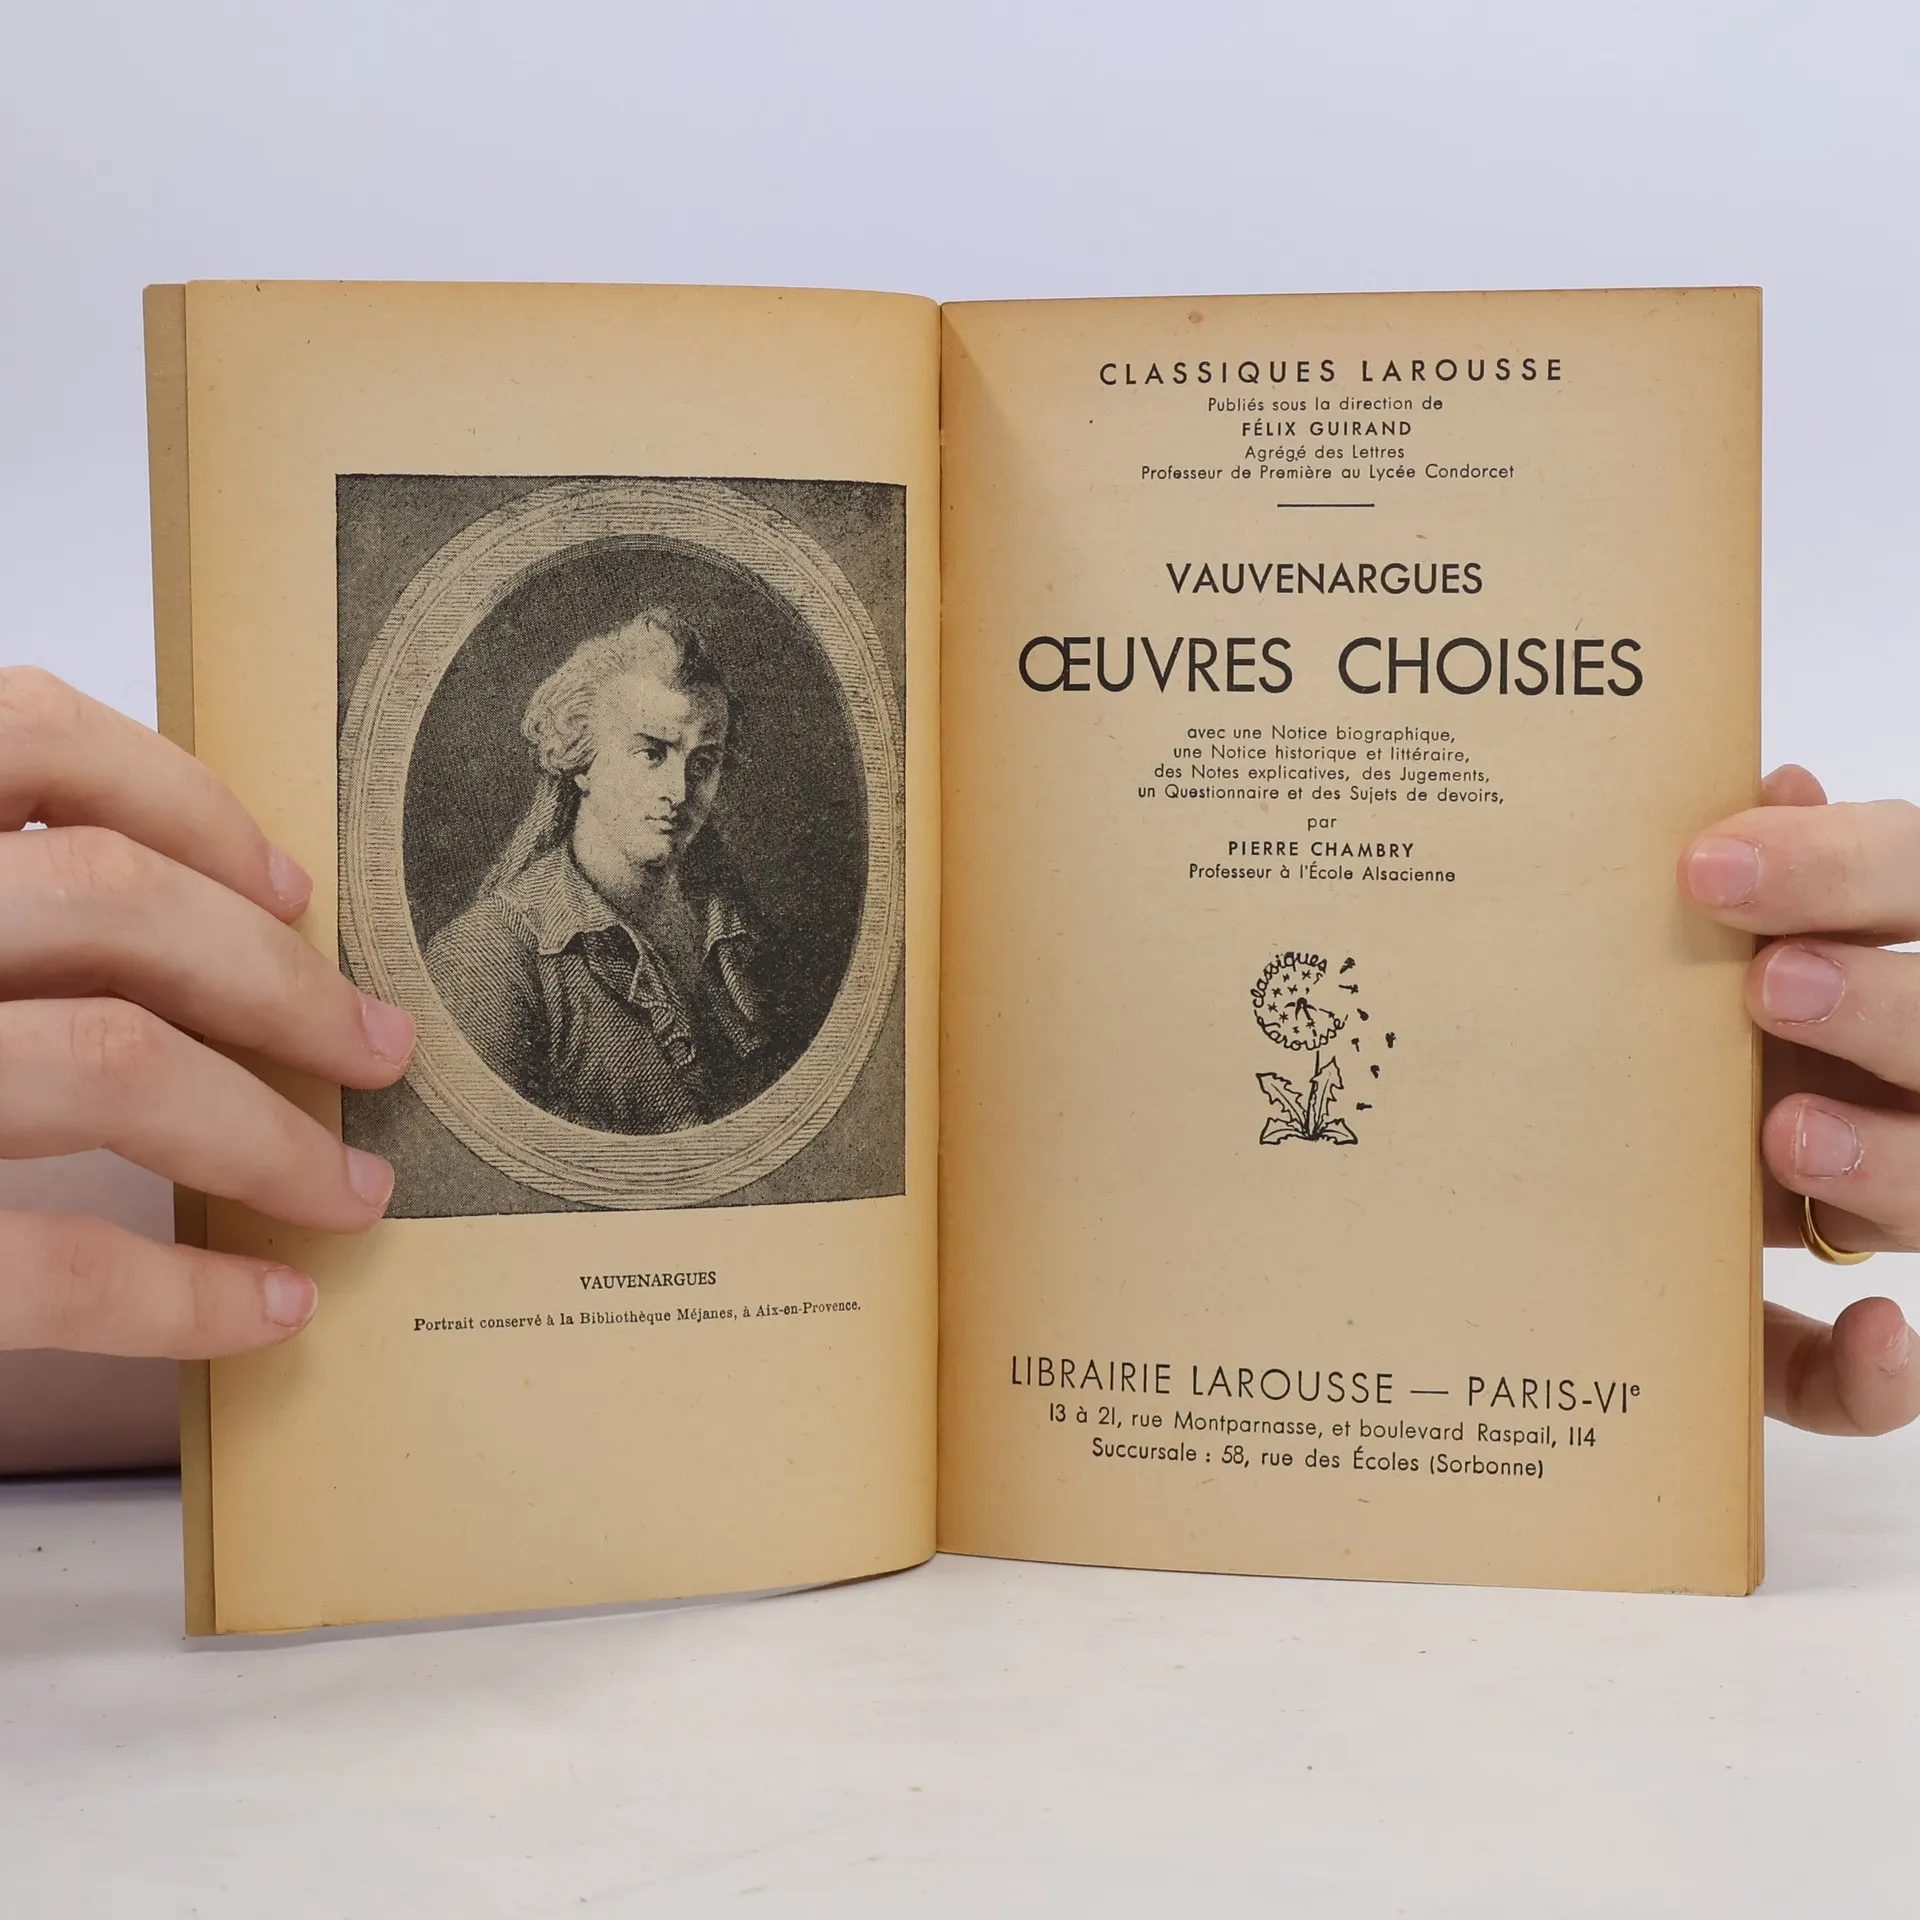 VAUVENARGUES
Portrait conservé à la Bibliothèque Méjanes, à Aix-en-Provence.
CLASSIQUES LAROUSSE
Publiés sous la direction de
FÉLIX GUIRAND
Agrégé des Lettres
Professeur de Première au Lycée Condorcet
VAUVENARGUES
ŒUVRES CHOISIES
avec une Notice biographique,
une Notice historique et littéraire,
des Notes explicatives, des Jugements,
un Questionnaire et des Sujets de devoirs,
par
PIERRE CHAMBRY
Professeur à l'École Alsacienne
classiques
Larousse
LIBRAIRIE LAROUSSE — PARIS-VIᵉ
13 à 21, rue Montparnasse, et boulevard Raspail, 114
Succursale : 58, rue des Écoles (Sorbonne)